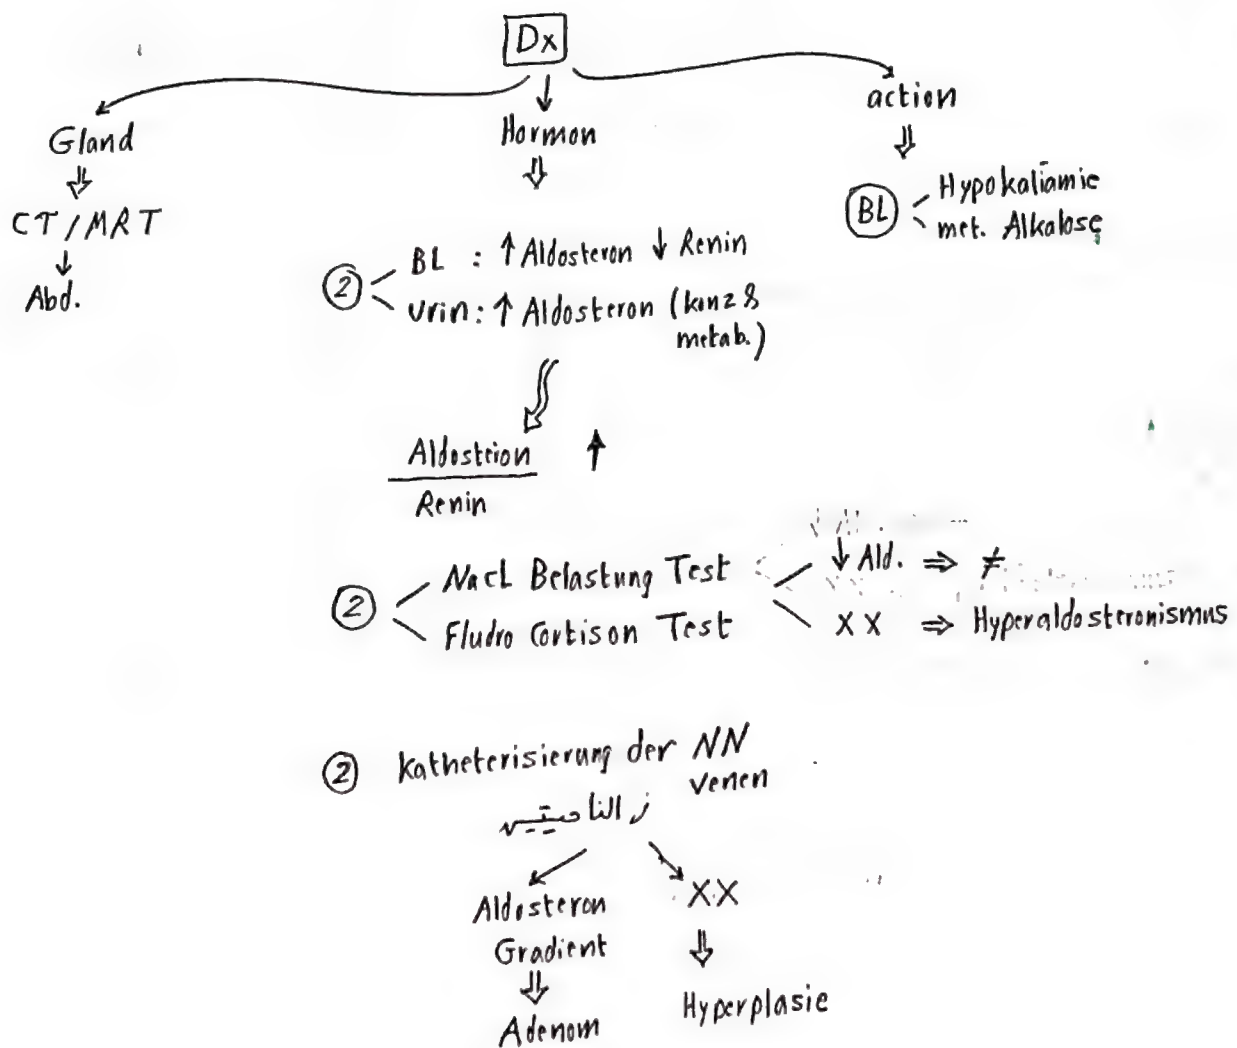 Dx
Gland
CT/MRT
Abd.
Hormon
② BL : ↑ Aldosteron ↓ Renin
Urin: ↑ Aldosteron (konz &
metab.)
Aldosteron ↑
Renin
action
BL Hypokaliämie
met. Alkalose
② Nacl Belastung Test
Fludro Cortison Test
↓ Ald. ⇒ ≠
XX ⇒ Hyperaldosteronismus
② Katheterisierung der NN
venen
Aldosteron
Gradient
Adenom
XX
Hyperplasie